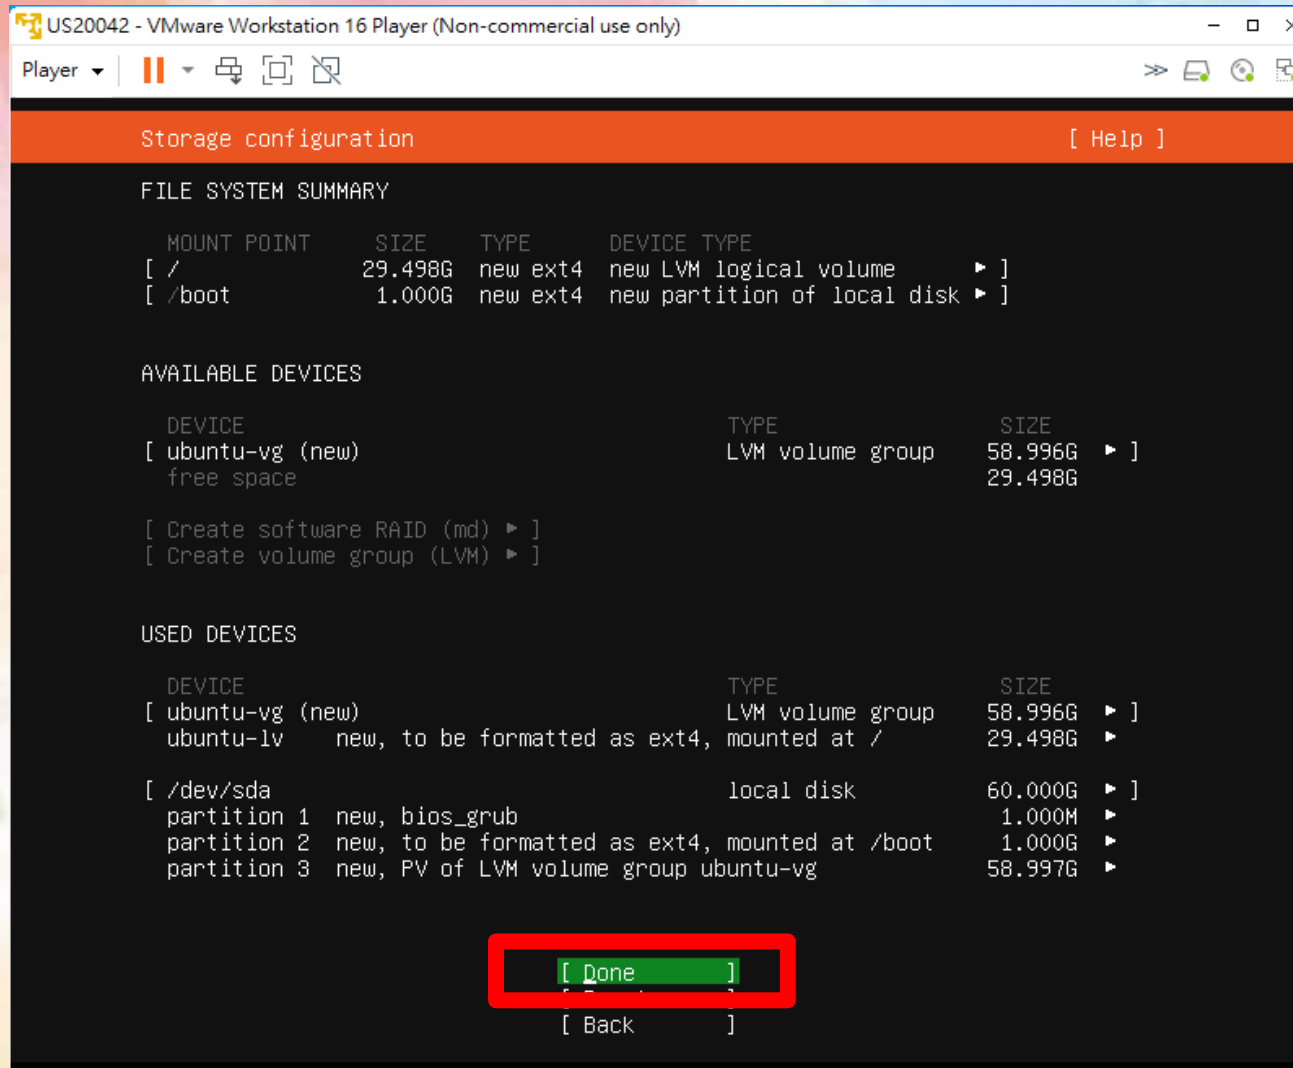 US20042 - VMware Workstation 16 Player (Non-commercial use only)
Player
Storage configuration [ Help ]
FILE SYSTEM SUMMARY
MOUNT POINT SIZE TYPE DEVICE TYPE
[ / 29.498G new ext4 new LVM logical volume ▸ ]
[ /boot 1.000G new ext4 new partition of local disk ▸ ]
AVAILABLE DEVICES
DEVICE TYPE SIZE
[ ubuntu-vg (new) LVM volume group 58.996G ▸ ]
free space 29.498G
[ Create software RAID (md) ▸ ]
[ Create volume group (LVM) ▸ ]
USED DEVICES
DEVICE TYPE SIZE
[ ubuntu-vg (new) LVM volume group 58.996G ▸ ]
ubuntu-lv new, to be formatted as ext4, mounted at / 29.498G ▸
[ /dev/sda local disk 60.000G ▸ ]
partition 1 new, bios_grub 1.000M ▸
partition 2 new, to be formatted as ext4, mounted at /boot 1.000G ▸
partition 3 new, PV of LVM volume group ubuntu-vg 58.997G ▸
[ Done ]
[ Back ]